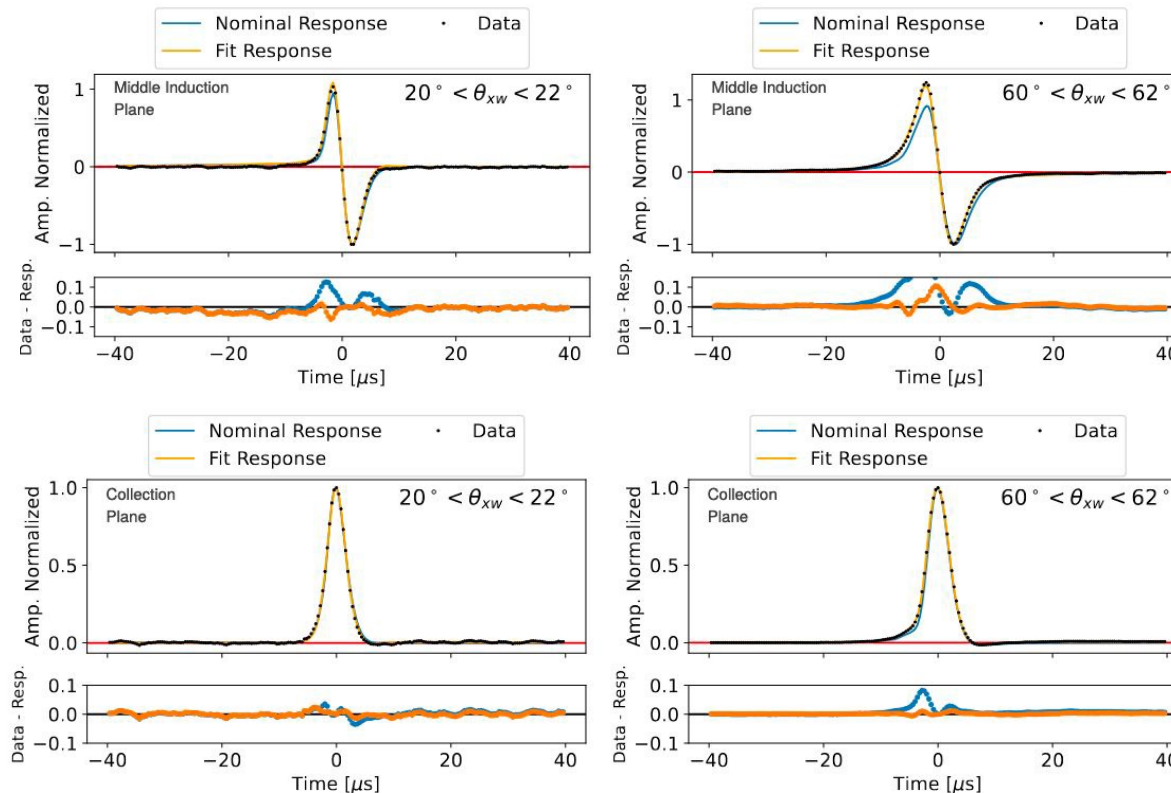 Nominal Response Data
Fit Response
Middle Induction
Plane
20° < θxw < 22°
Amp. Normalized
1
0
−1
Data - Resp.
0.1
0.0
−0.1
−40 −20 0 20 40
Time [μs]
Nominal Response Data
Fit Response
Middle Induction
Plane
60° < θxw < 62°
Amp. Normalized
1
0
−1
Data - Resp.
0.1
0.0
−0.1
−40 −20 0 20 40
Time [μs]
Nominal Response Data
Fit Response
Collection
Plane
20° < θxw < 22°
Amp. Normalized
1.0
0.5
0.0
Data - Resp.
0.1
0.0
−0.1
−40 −20 0 20 40
Time [μs]
Nominal Response Data
Fit Response
Collection
Plane
60° < θxw < 62°
Amp. Normalized
1.0
0.5
0.0
Data - Resp.
0.1
0.0
−0.1
−40 −20 0 20 40
Time [μs]